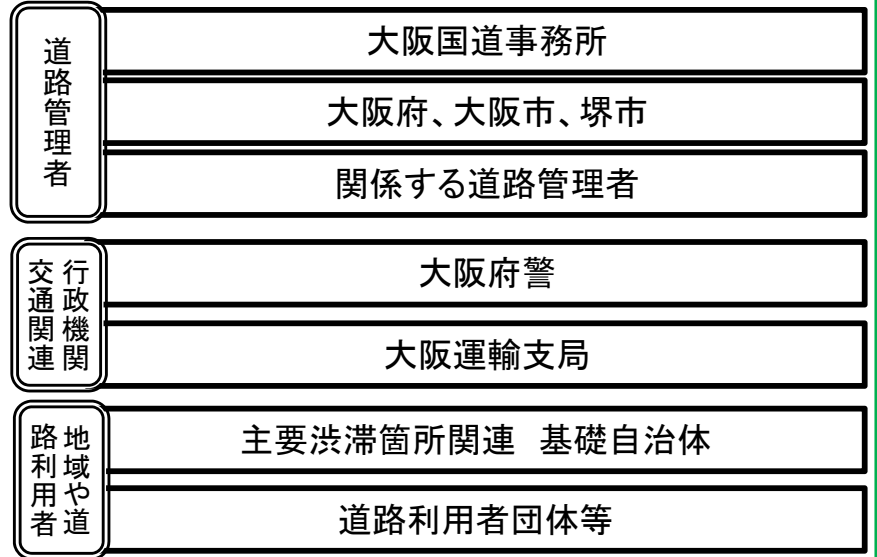 道路管理者
大阪国道事務所
大阪府、大阪市、堺市
関係する道路管理者
行政機関
交通関連
大阪府警
大阪運輸支局
地域や道
路利用者
主要渋滞箇所関連　基礎自治体
道路利用者団体等